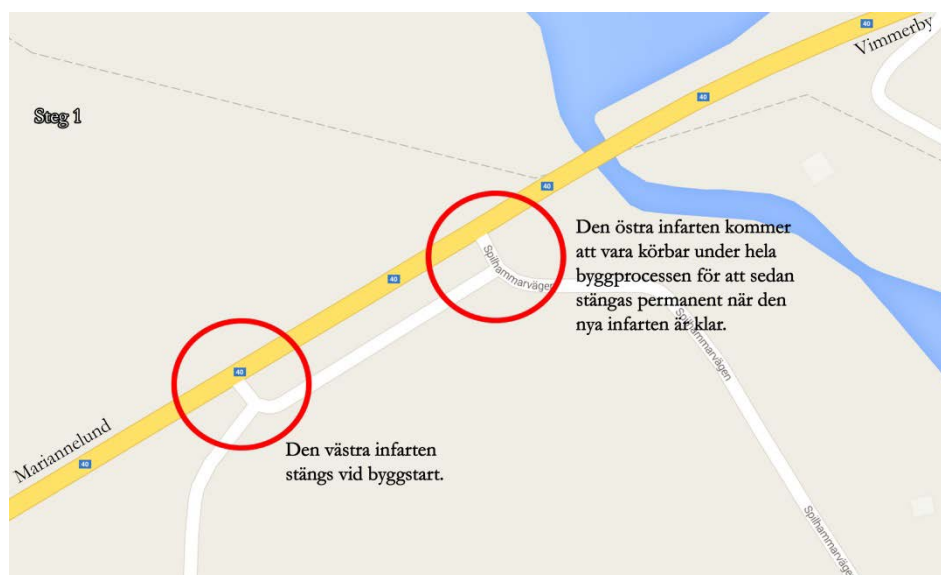 Vimmerby
40
Steg 1
40
Den östra infarten kommer
att vara körbar under hela
byggprocessen för att sedan
stängas permanent när den
nya infarten är klar.
Spilhammarvägen
40
Spilhammarvägen
40
Mariannelund
40
Den västra infarten
stängs vid byggstart.
Spilhammarvägen